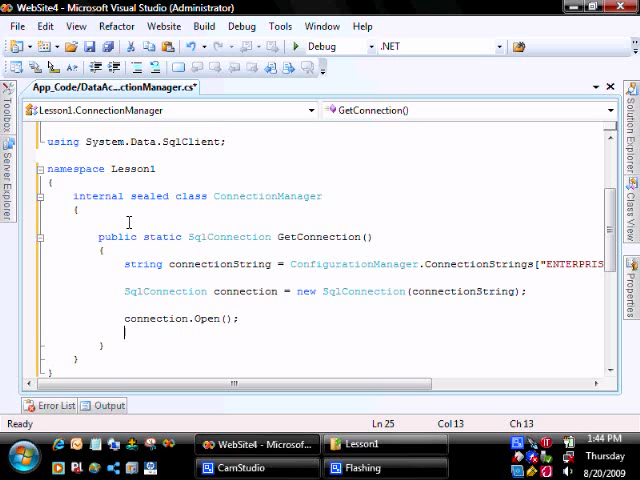 WebSite4 - Microsoft Visual Studio (Administrator)
File Edit View Refactor Website Build Debug Data Tools Window Help
Debug .NET
App_Code/DataAc...ctionManager.cs*
Lesson1.ConnectionManager GetConnection()
Toolbox
Server Explorer
Solution Explorer
Class View
Properties
using System.Data.SqlClient;
namespace Lesson1
{
internal sealed class ConnectionManager
{
public static SqlConnection GetConnection()
{
string connectionString = ConfigurationManager.ConnectionStrings["ENTERPRIS
SqlConnection connection = new SqlConnection(connectionString);
connection.Open();
}
}
}
Error List Output
Ready Ln 25 Col 13 Ch 13
WebSite4 - Microsof... Lesson1
CamStudio Flashing
1:44 PM
Thursday
8/20/2009